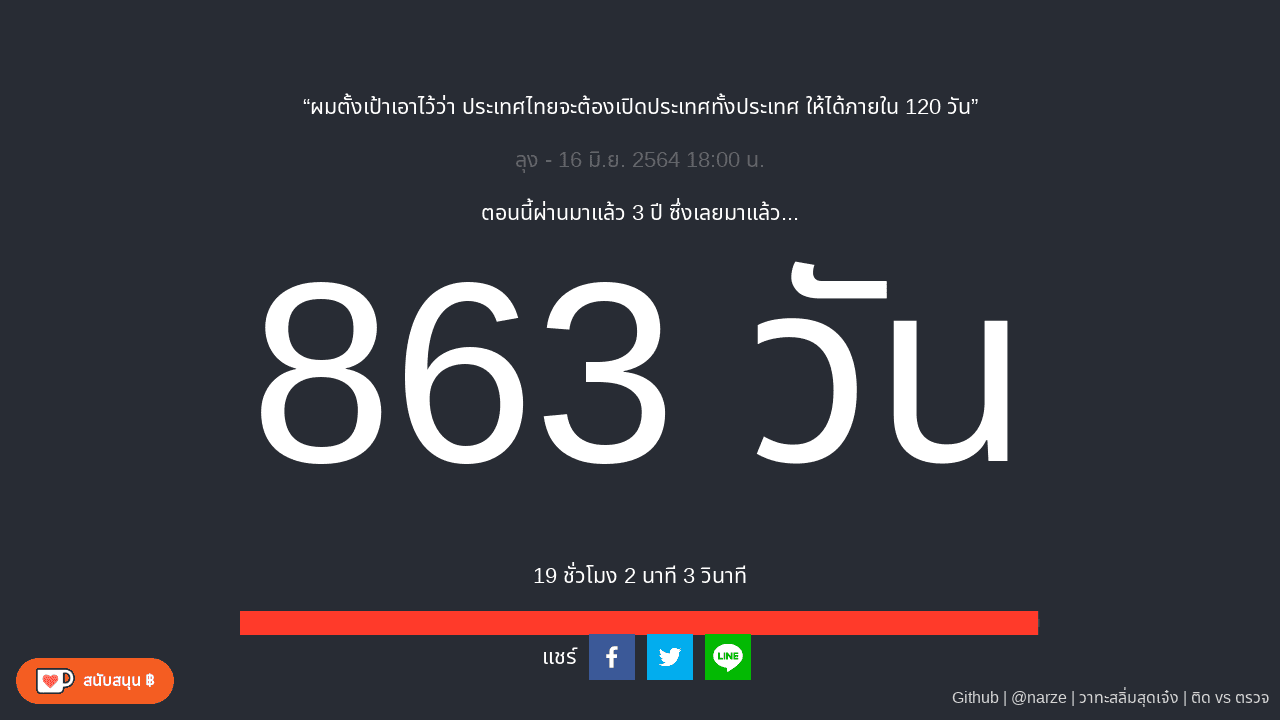 “ผมตั้งเป้าเอาไว้ว่า ประเทศไทยจะต้องเปิดประเทศทั้งประเทศ ให้ได้ภายใน 120 วัน”
ลุง - 16 มิ.ย. 2564 18:00 น.
ตอนนี้ผ่านมาแล้ว 3 ปี ซึ่งเลยมาแล้ว...
863 วัน
19 ชั่วโมง 2 นาที 3 วินาที
แชร์
LINE
สนับสนุน ฿
Github | @narze | วาทะสลิ่มสุดเจ๋ง | ติด vs ตรวจ